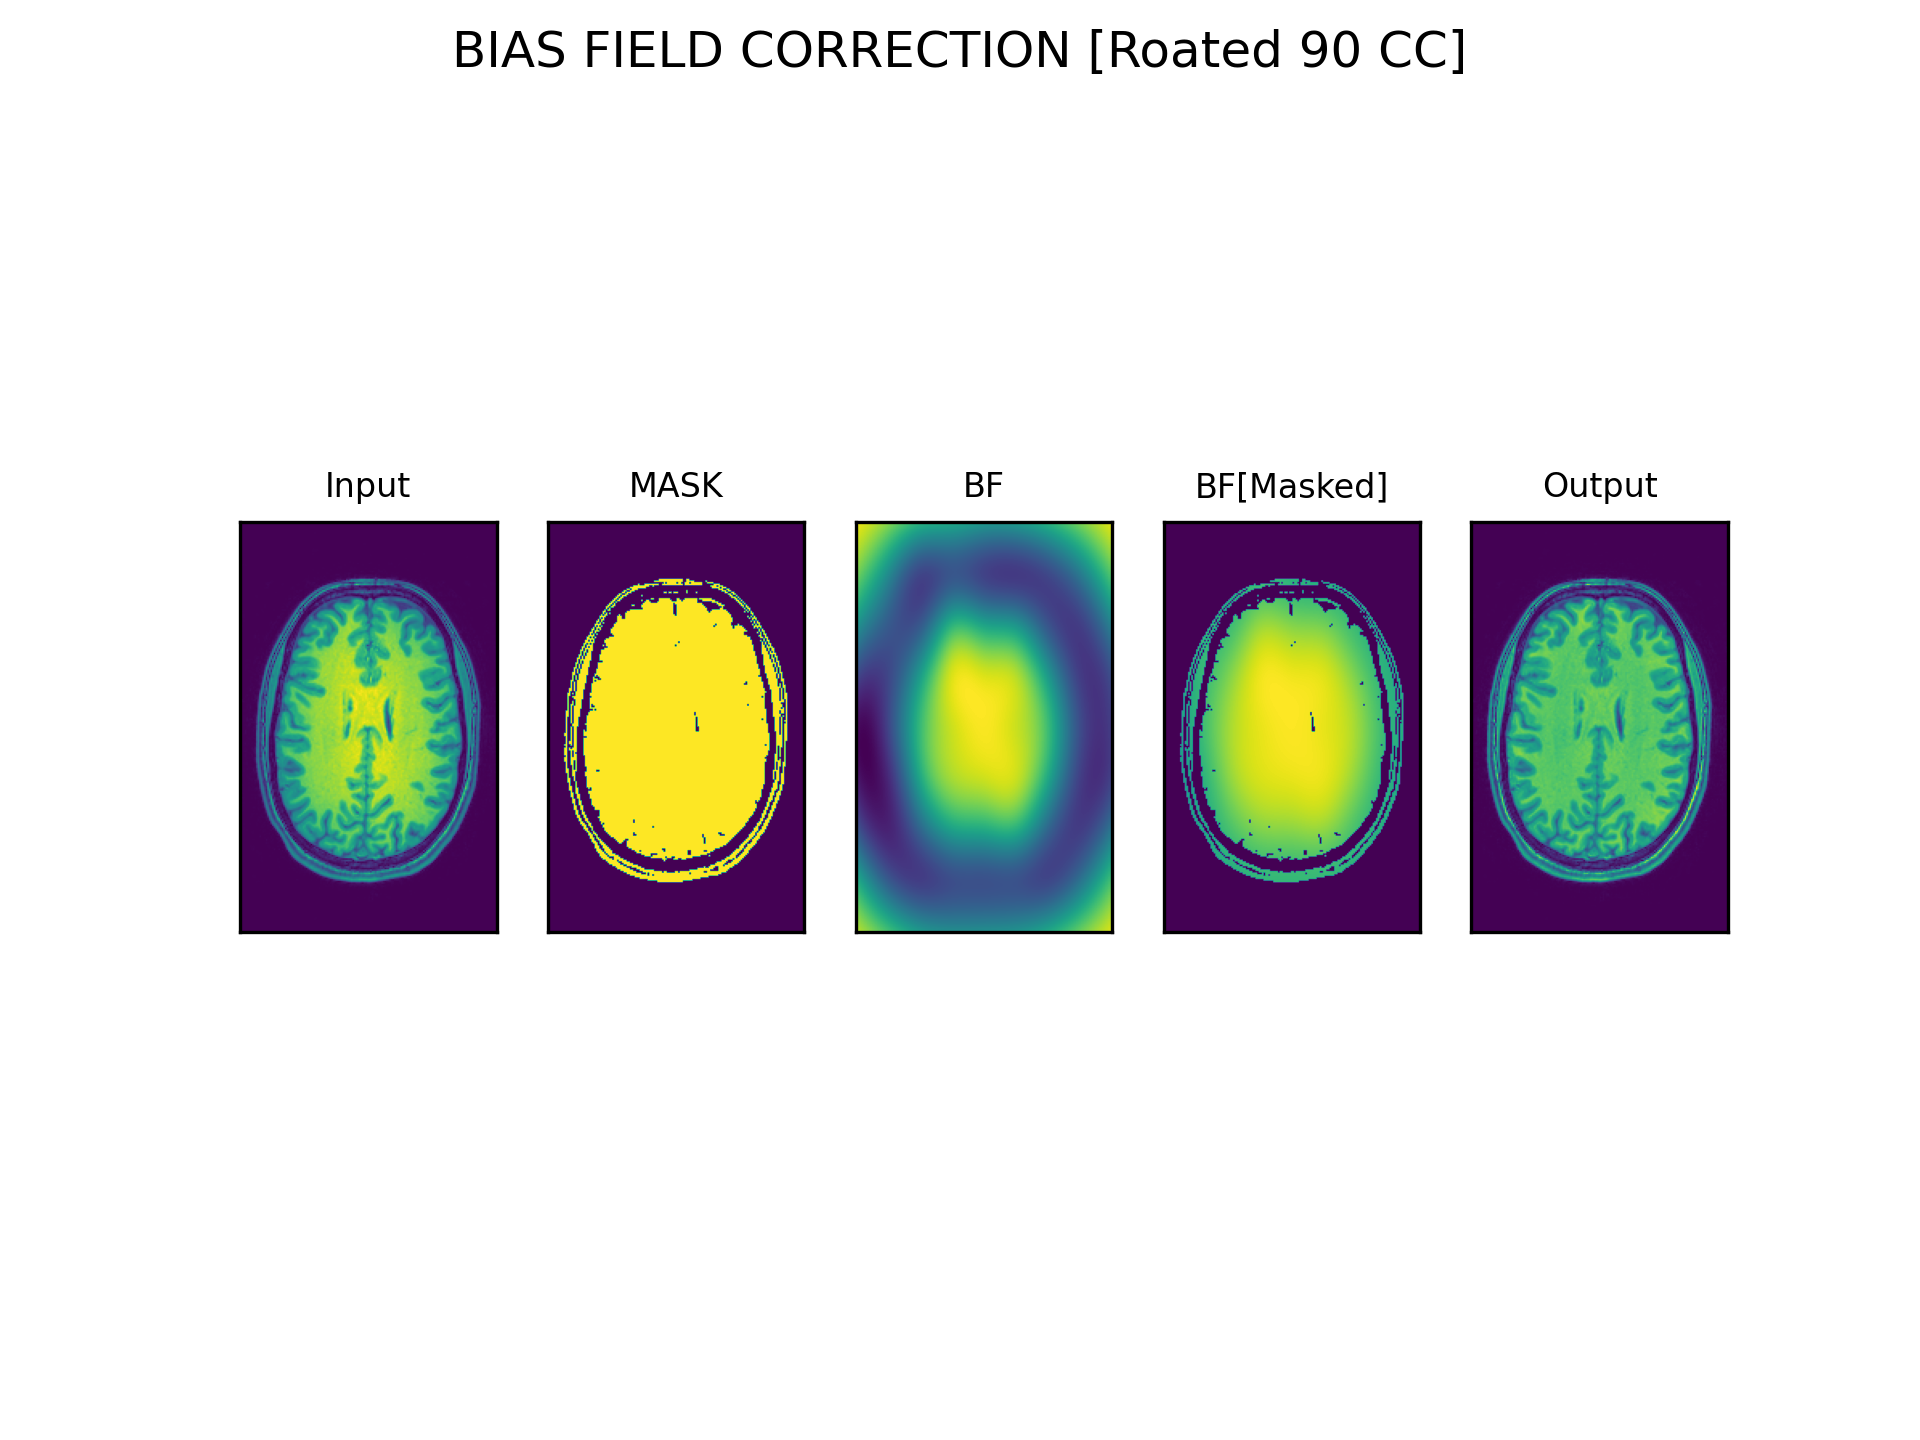 BIAS FIELD CORRECTION [Roated 90 CC]
Input
MASK
BF
BF[Masked]
Output